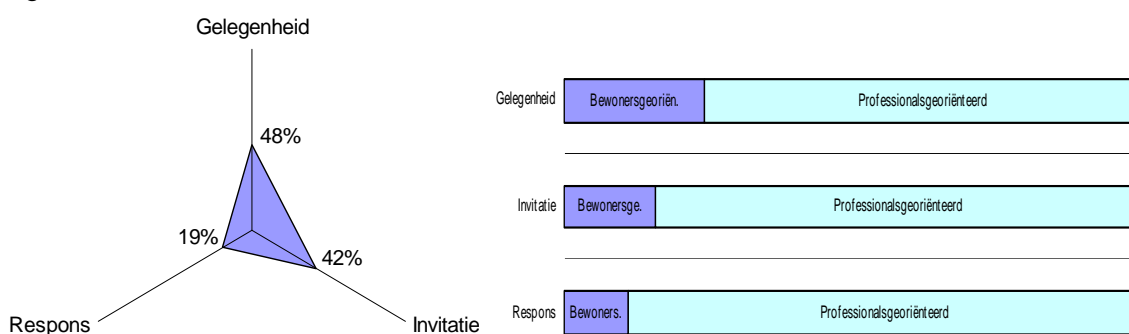 Gelegenheid
48%
19%
42%
Respons
Invitatie
Gelegenheid Bewonersgeoriën. Professionalsgeoriënteerd
Invitatie Bewonersge. Professionalsgeoriënteerd
Respons Bewoners. Professionalsgeoriënteerd